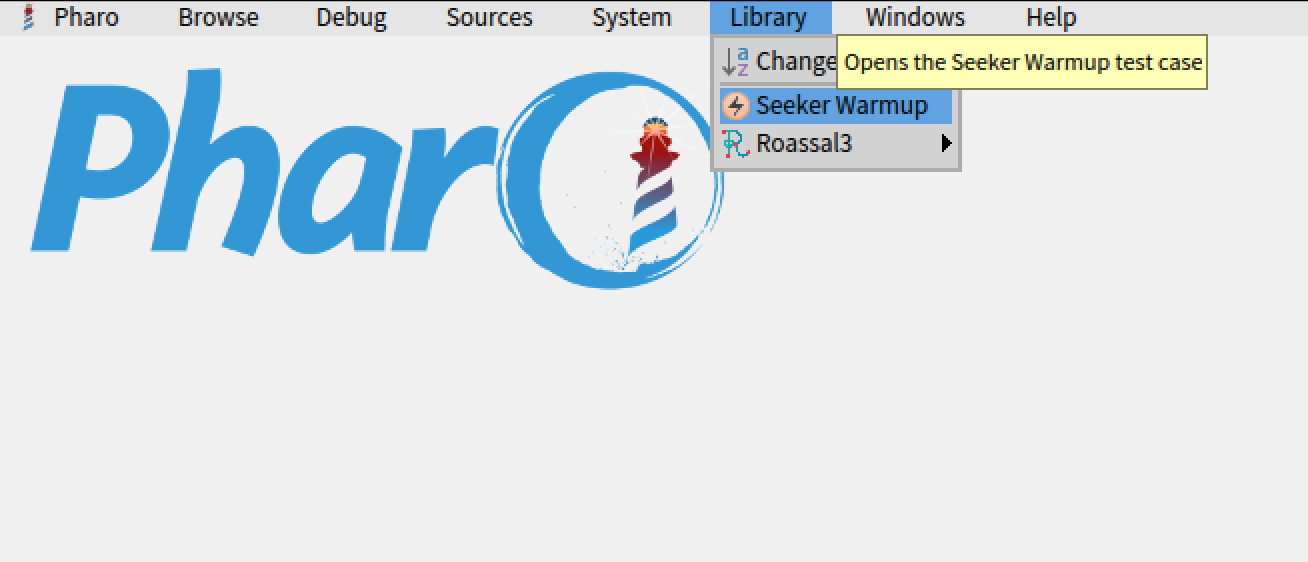 Pharo Browse Debug Sources System Library Windows Help
Change
Opens the Seeker Warmup test case
Seeker Warmup
Roassal3
Pharo